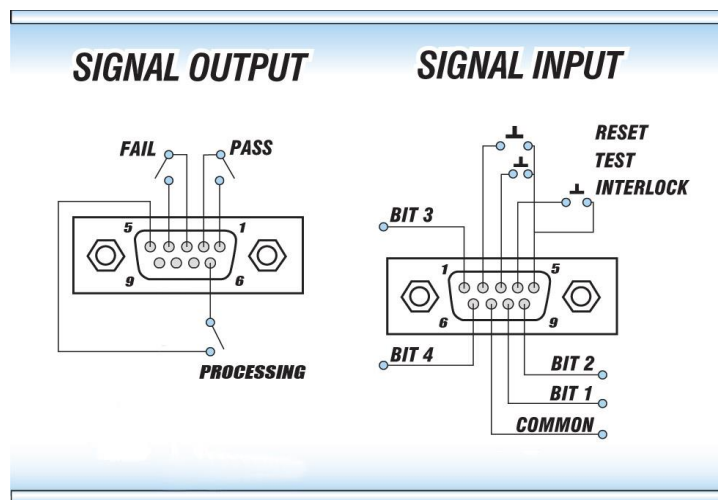 SIGNAL OUTPUT
FAIL
PASS
5
1
9
6
PROCESSING
SIGNAL INPUT
RESET
TEST
INTERLOCK
BIT 3
1
5
6
9
BIT 4
BIT 2
BIT 1
COMMON